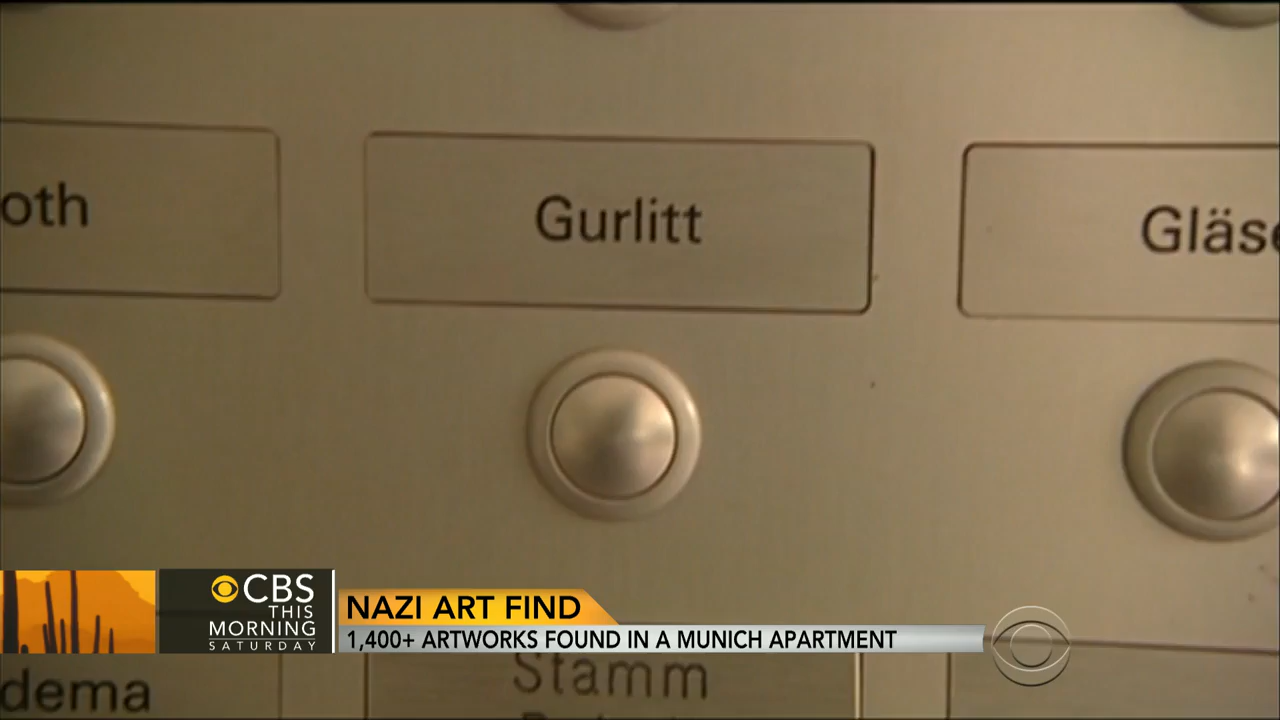 oth
Gurlitt
Gläse
CBS
THIS
MORNING
SATURDAY
NAZI ART FIND
1,400+ ARTWORKS FOUND IN A MUNICH APARTMENT
dema
Stamm